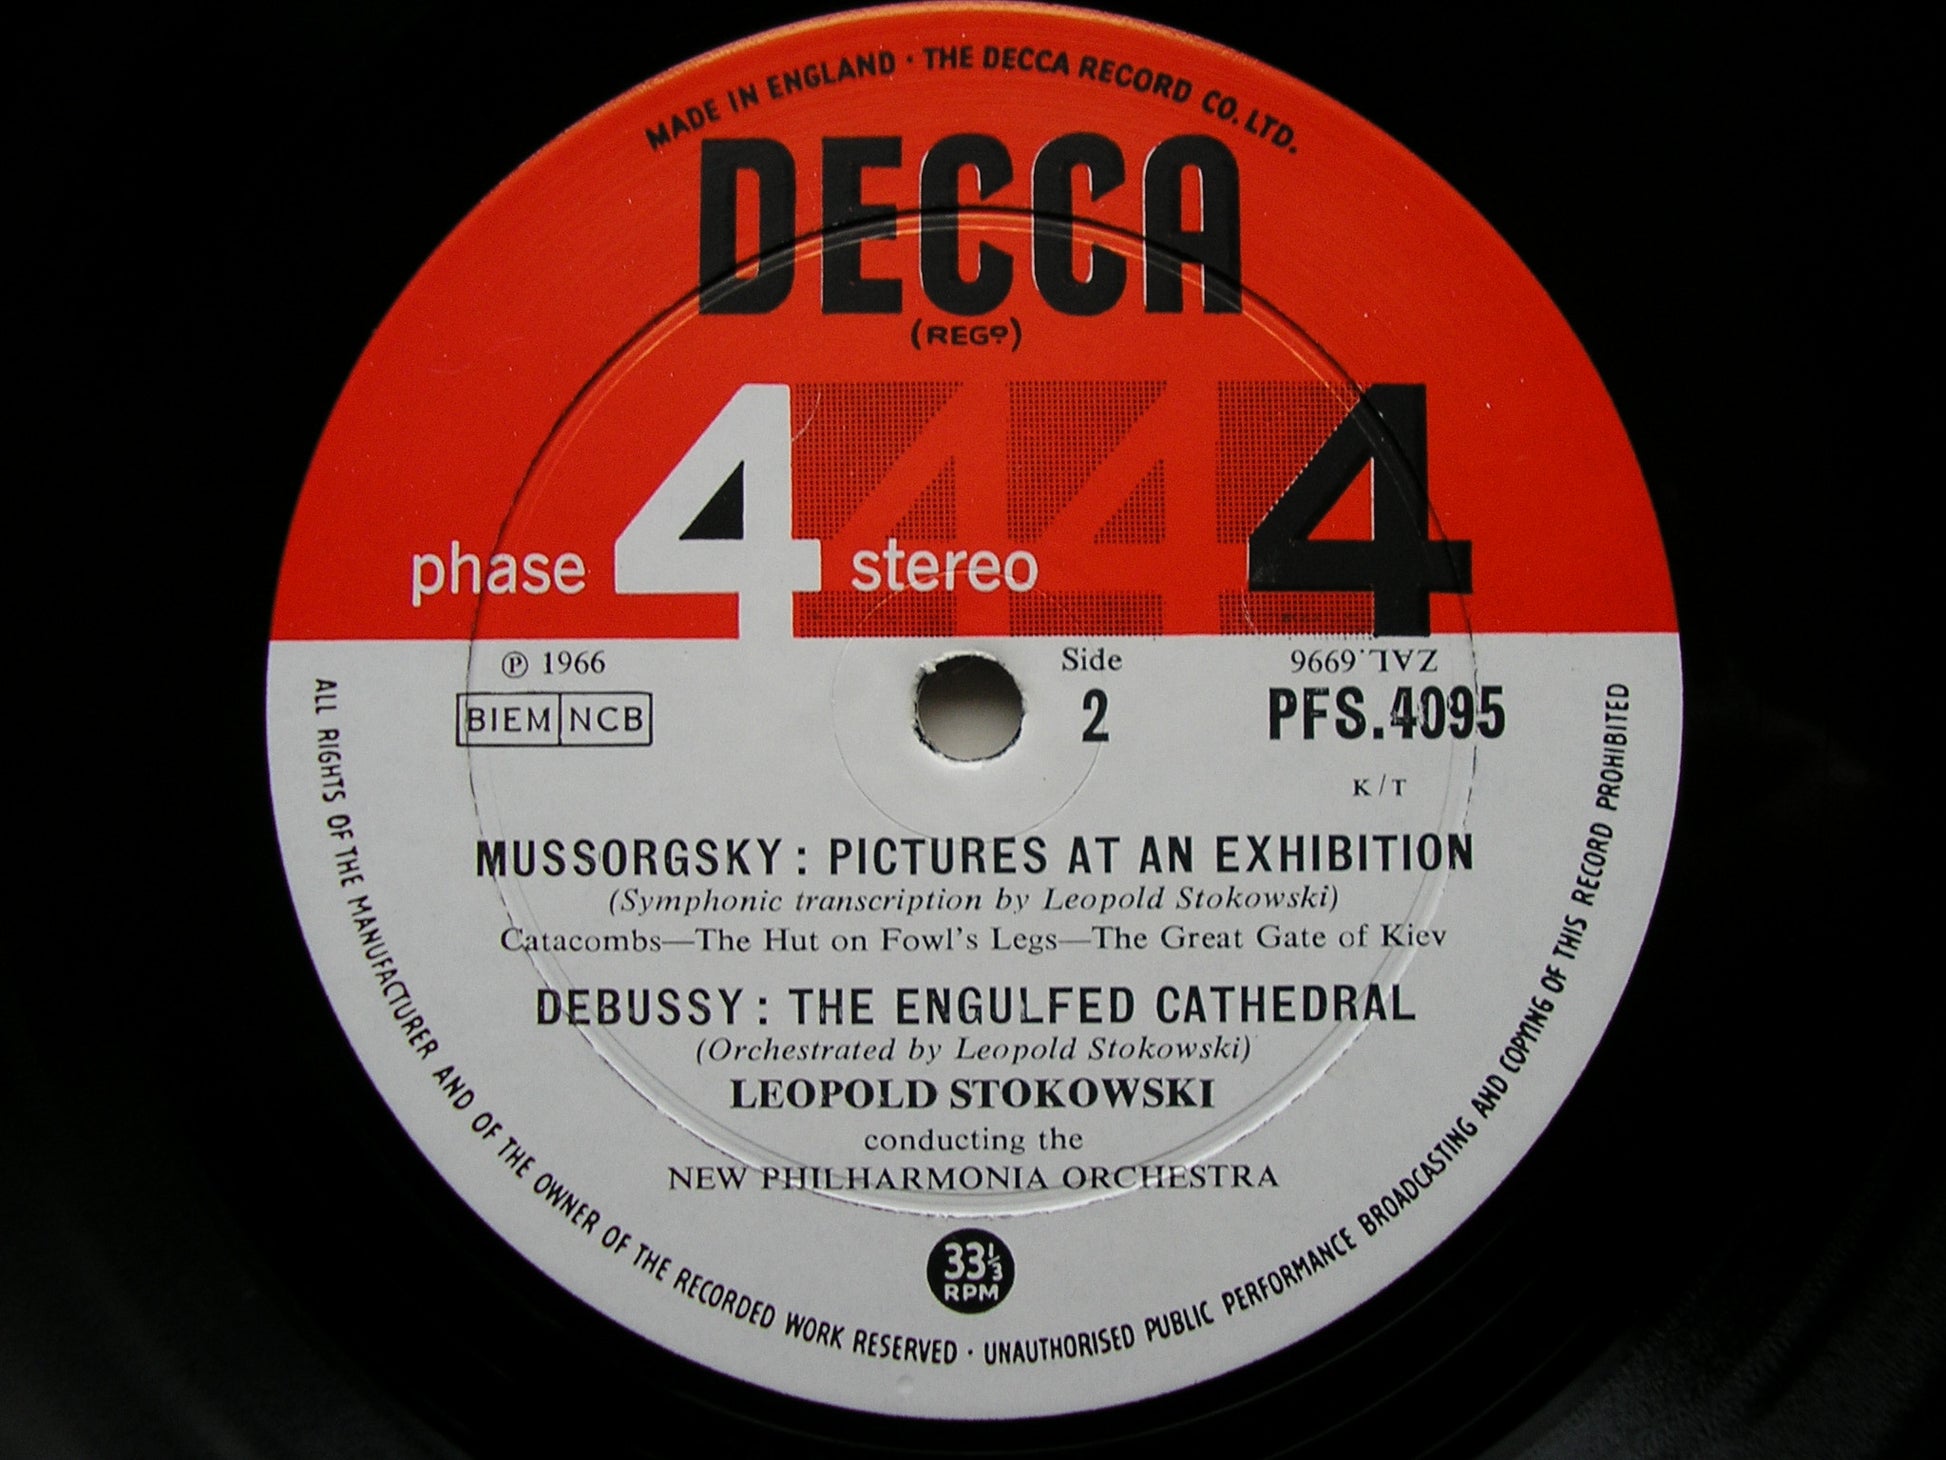 MADE IN ENGLAND · THE DECCA RECORD CO. LTD.
DECCA
(REGD)
phase 4 stereo 4 4 4 4
Ⓟ 1966
Side
ZAL.6996
BIEM NCB
2
PFS.4095
K/T
MUSSORGSKY : PICTURES AT AN EXHIBITION
(Symphonic transcription by Leopold Stokowski)
Catacombs—The Hut on Fowl's Legs—The Great Gate of Kiev
DEBUSSY : THE ENGULFED CATHEDRAL
(Orchestrated by Leopold Stokowski)
LEOPOLD STOKOWSKI
conducting the
NEW PHILHARMONIA ORCHESTRA
33⅓
RPM
ALL RIGHTS OF THE MANUFACTURER AND OF THE OWNER OF THE RECORDED WORK RESERVED · UNAUTHORISED PUBLIC PERFORMANCE BROADCASTING AND COPYING OF THIS RECORD PROHIBITED